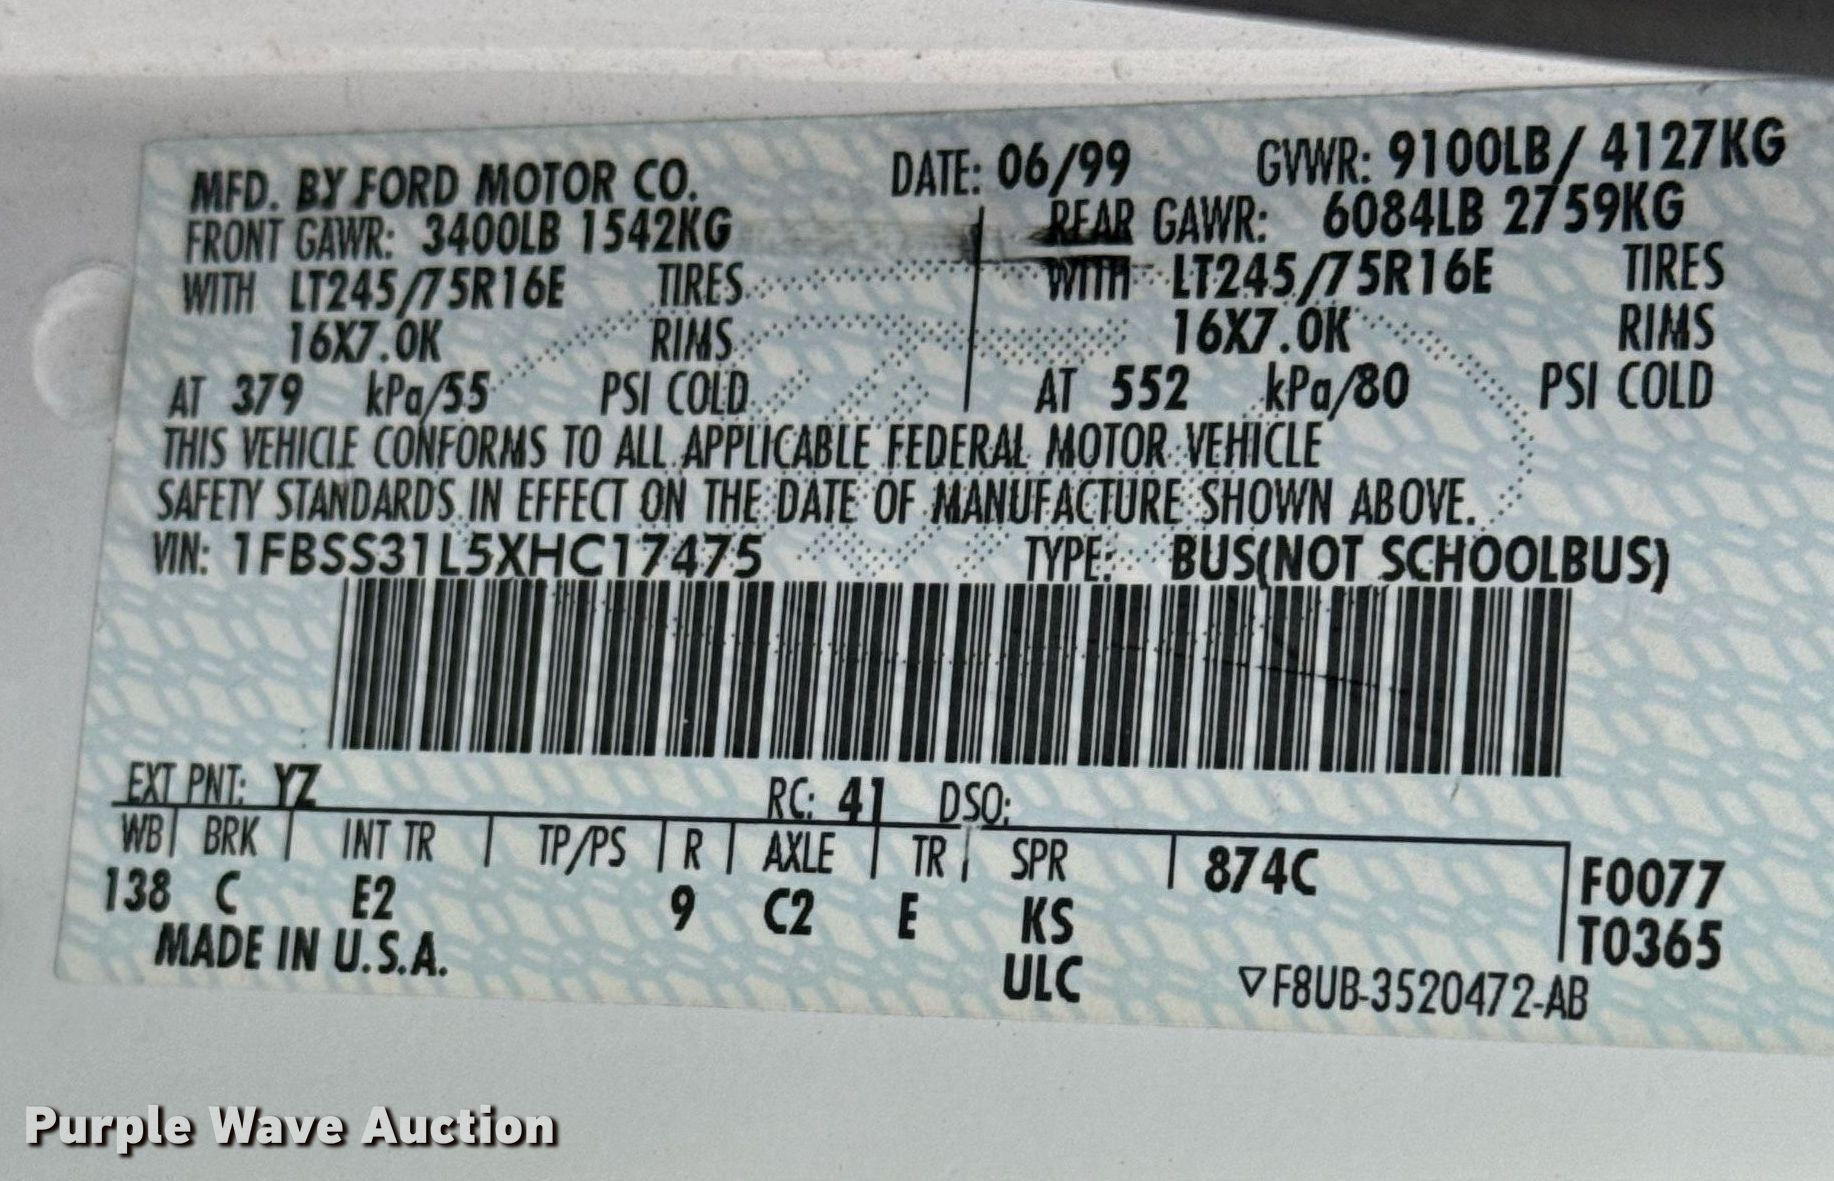 MFD. BY FORD MOTOR CO. DATE: 06/99 GVWR: 9100LB/ 4127KG
FRONT GAWR: 3400LB 1542KG REAR GAWR: 6084LB 2759KG
WITH LT245/75R16E TIRES WITH LT245/75R16E TIRES
16X7.0K RIMS 16X7.0K RIMS
AT 379 kPa/55 PSI COLD AT 552 kPa/80 PSI COLD
THIS VEHICLE CONFORMS TO ALL APPLICABLE FEDERAL MOTOR VEHICLE
SAFETY STANDARDS IN EFFECT ON THE DATE OF MANUFACTURE SHOWN ABOVE.
VIN: 1FBSS31L5XHC17475 TYPE: BUS(NOT SCHOOLBUS)
EXT PNT: YZ RC: 41 DSO:
WB BRK INT TR TP/PS R AXLE TR SPR 874C F0077
138 C E2 9 C2 E KS T0365
MADE IN U.S.A. ULC ▽F8UB-3520472-AB
Purple Wave Auction